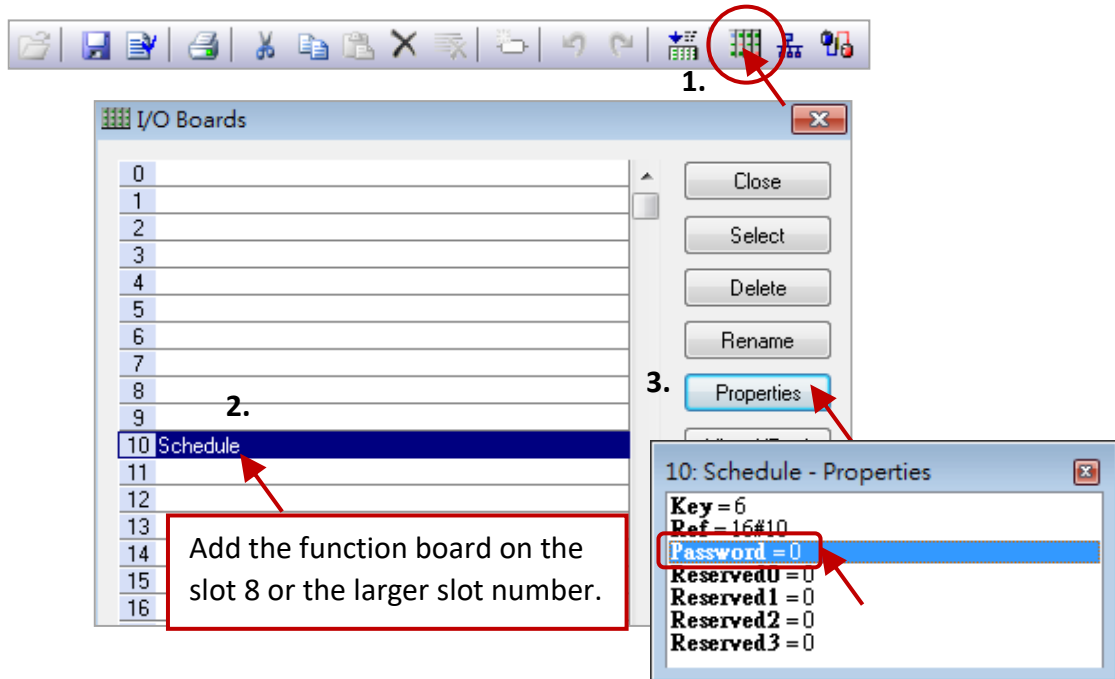 1.
I/O Boards
0
1
2
3
4
5
6
7
8
9
10 Schedule
11
12
13
14
15
16
Close
Select
Delete
Rename
3.
Properties
2.
Add the function board on the
slot 8 or the larger slot number.
10: Schedule - Properties
Key = 6
Ref = 16#10
Password = 0
Reserved0 = 0
Reserved1 = 0
Reserved2 = 0
Reserved3 = 0